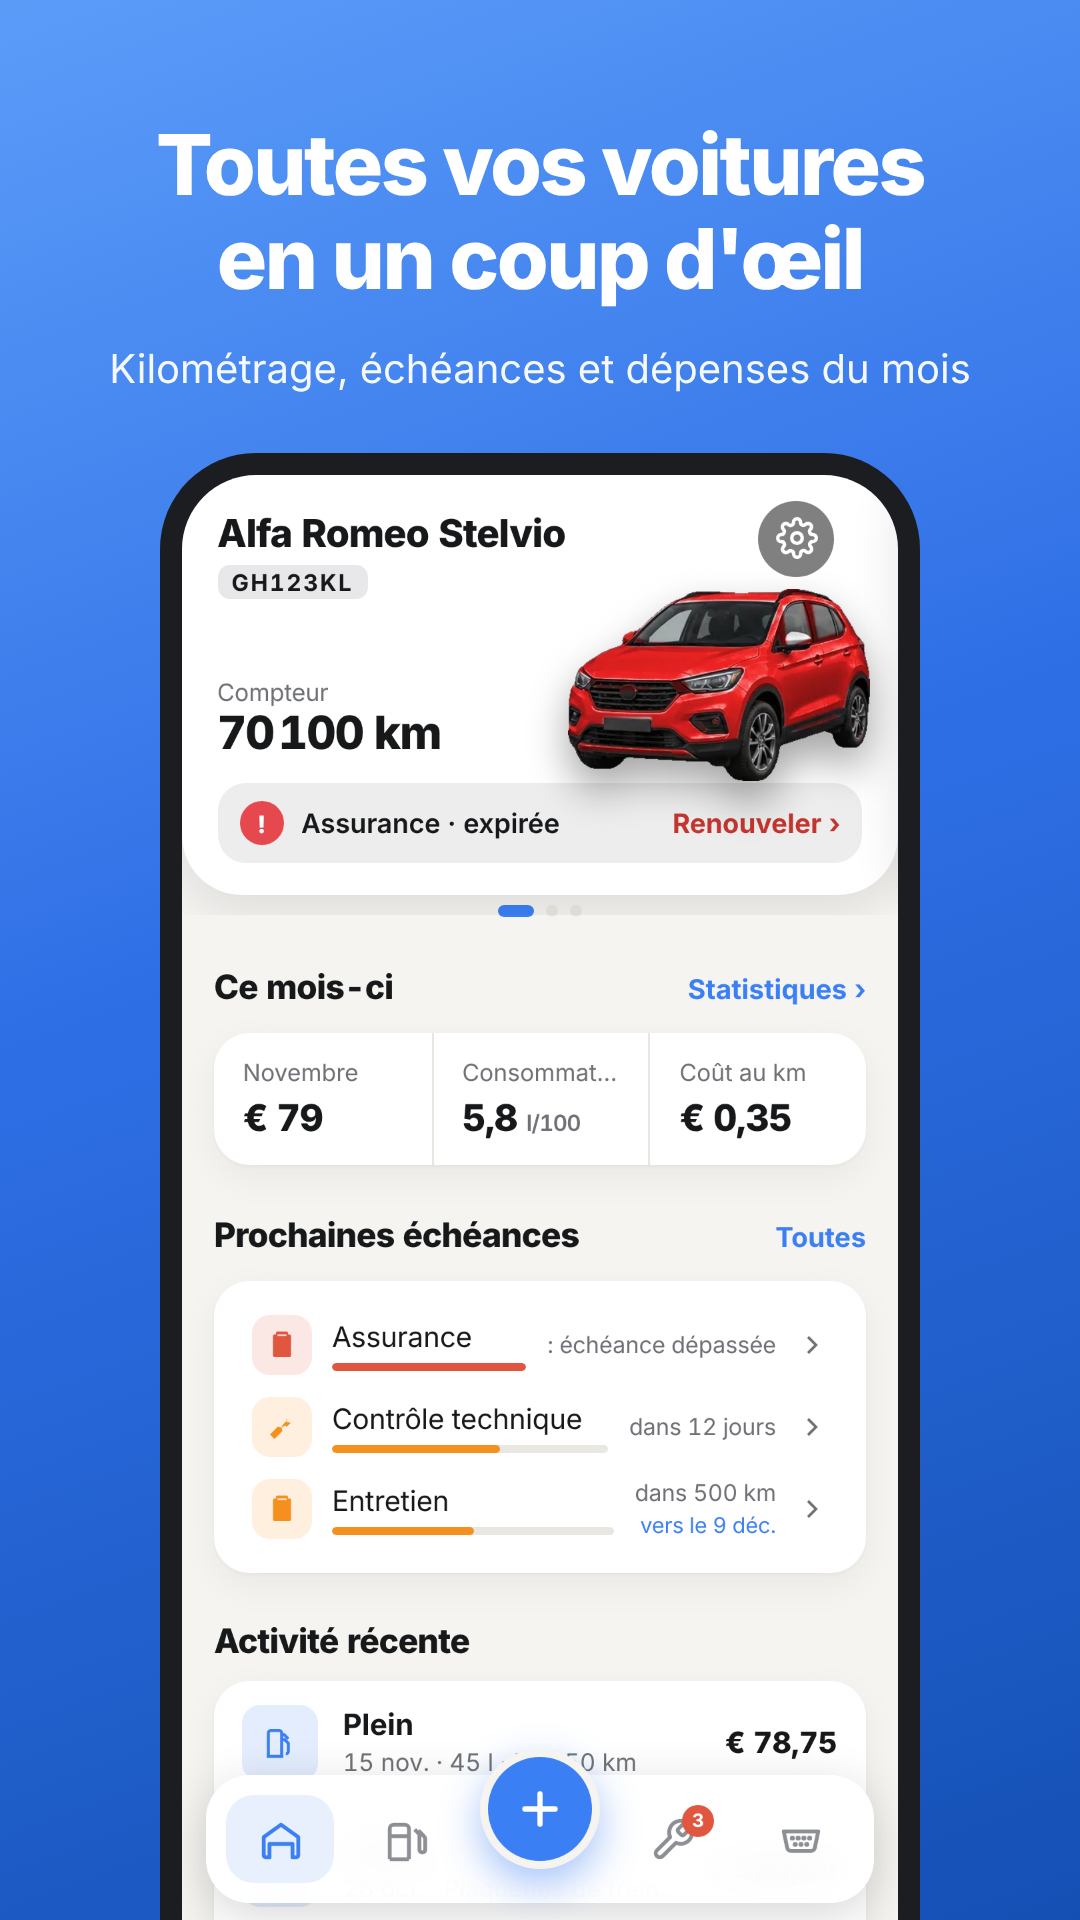 Toutes vos voitures
en un coup d'œil
Kilométrage, échéances et dépenses du mois
Alfa Romeo Stelvio
GH123KL
Compteur
70 100 km
Assurance · expirée
Renouveler ›
Ce mois-ci
Statistiques ›
Novembre
Consommat...
Coût au km
€ 79
5,8 l/100
€ 0,35
Prochaines échéances
Toutes
Assurance
: échéance dépassée
Contrôle technique
dans 12 jours
Entretien
dans 500 km
vers le 9 déc.
Activité récente
Plein
€ 78,75
15 nov. · 45 l · 50 km
3